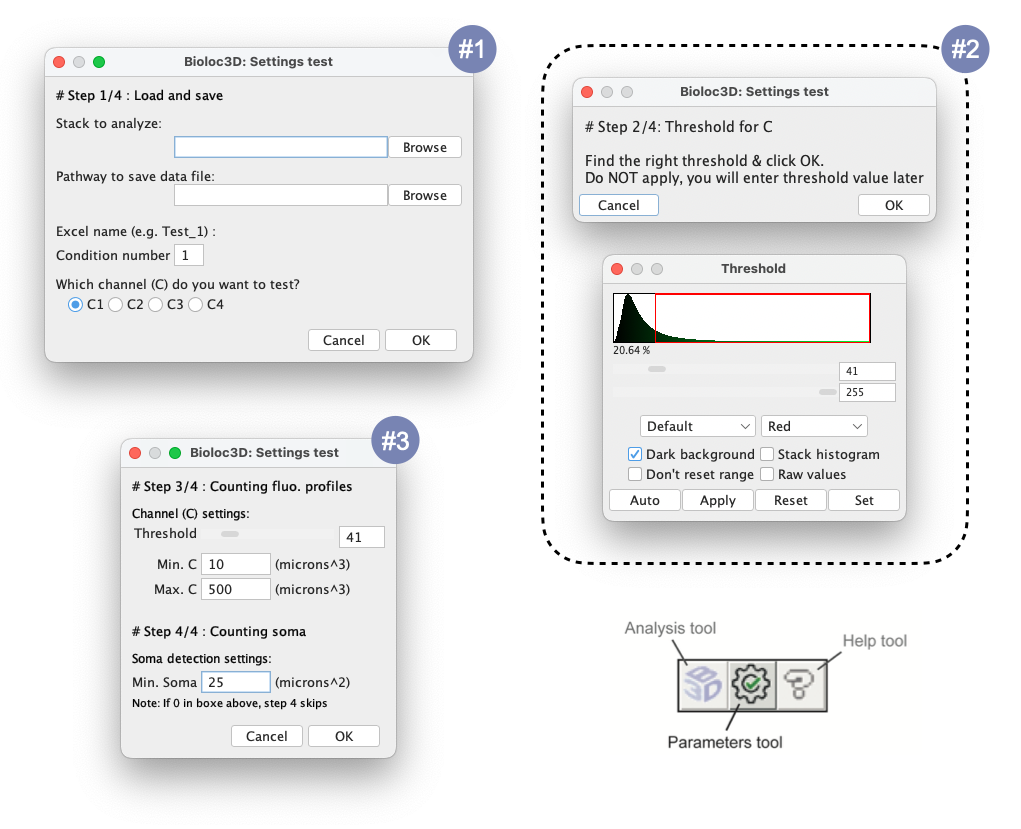 #1
Bioloc3D: Settings test
# Step 1/4 : Load and save
Stack to analyze:
Browse
Pathway to save data file:
Browse
Excel name (e.g. Test_1) :
Condition number 1
Which channel (C) do you want to test?
C1 C2 C3 C4
Cancel OK
#2
Bioloc3D: Settings test
# Step 2/4: Threshold for C
Find the right threshold & click OK.
Do NOT apply, you will enter threshold value later
Cancel OK
Threshold
20.64 %
41
255
Default Red
Dark background Stack histogram
Don't reset range Raw values
Auto Apply Reset Set
#3
Bioloc3D: Settings test
# Step 3/4 : Counting fluo. profiles
Channel (C) settings:
Threshold 41
Min. C 10 (microns^3)
Max. C 500 (microns^3)
# Step 4/4 : Counting soma
Soma detection settings:
Min. Soma 25 (microns^2)
Note: If 0 in boxe above, step 4 skips
Cancel OK
Analysis tool
Help tool
3D
Parameters tool